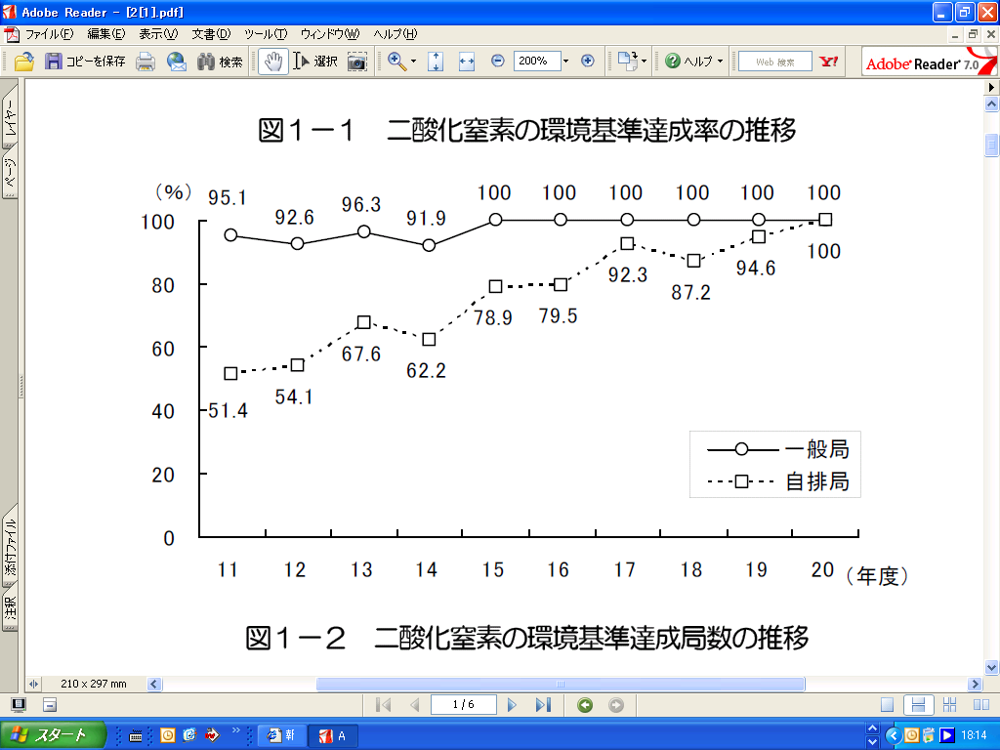 Adobe Reader - [2[1].pdf]
ファイル(F) 編集(E) 表示(V) 文書(D) ツール(T) ウィンドウ(W) ヘルプ(H)
コピーを保存 検索 選択 200% ヘルプ Web 検索 Y! Adobe Reader 7.0
レイヤー
ページ
添付ファイル
注釈
図１－１ 二酸化窒素の環境基準達成率の推移
(%)
95.1 92.6 96.3 91.9 100 100 100 100 100 100
100
80
60
40
20
0
51.4 54.1 67.6 62.2 78.9 79.5 92.3 87.2 94.6 100
一般局
自排局
11 12 13 14 15 16 17 18 19 20 (年度)
図１－２ 二酸化窒素の環境基準達成局数の推移
210 x 297 mm
1 / 6
スタート
A
18:14